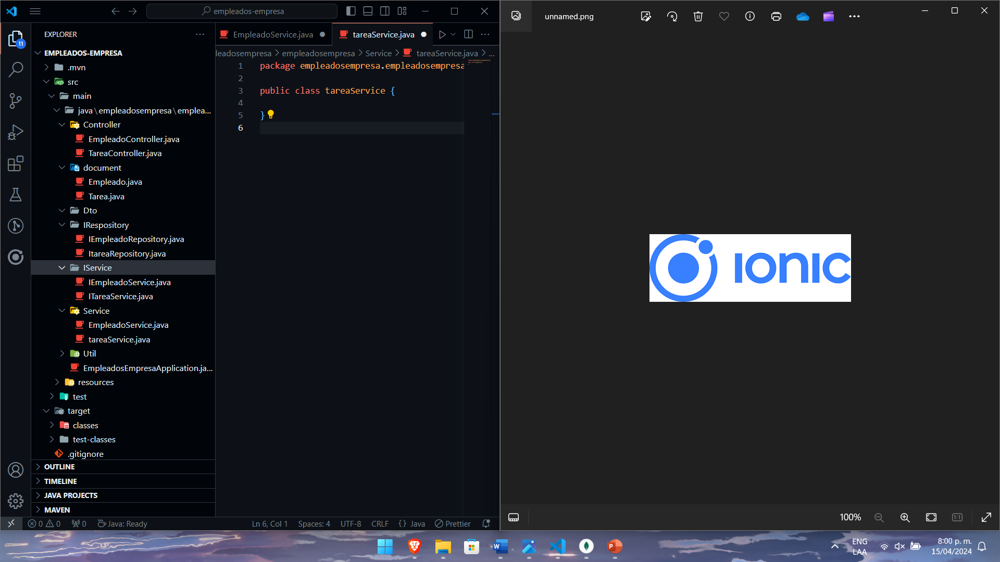 empleados-empresa
EXPLORER
11
EMPLEADOS-EMPRESA
.mvn
src
main
java\empleadosempresa\emplea...
Controller
EmpleadoController.java
TareaController.java
document
Empleado.java
Tarea.java
Dto
IRespository
IEmpleadoRepository.java
ItareaRepository.java
IService
IEmpleadoService.java
ITareaService.java
Service
EmpleadoService.java
tareaService.java
Util
EmpleadosEmpresaApplication.ja...
resources
test
target
classes
test-classes
.gitignore
OUTLINE
TIMELINE
JAVA PROJECTS
MAVEN
EmpleadoService.java
tareaService.java
leadosempresa > empleadosempresa > Service > tareaService.java > ...
1 package empleadosempresa.empleadosempresa
2
3 public class tareaService {
4
5 }
6
0 0 0 Java: Ready Ln 6, Col 1 Spaces: 4 UTF-8 CRLF {} Java Prettier
unnamed.png
ionic
100%
1:1
W
P
ENG
LAA
8:00 p. m.
15/04/2024